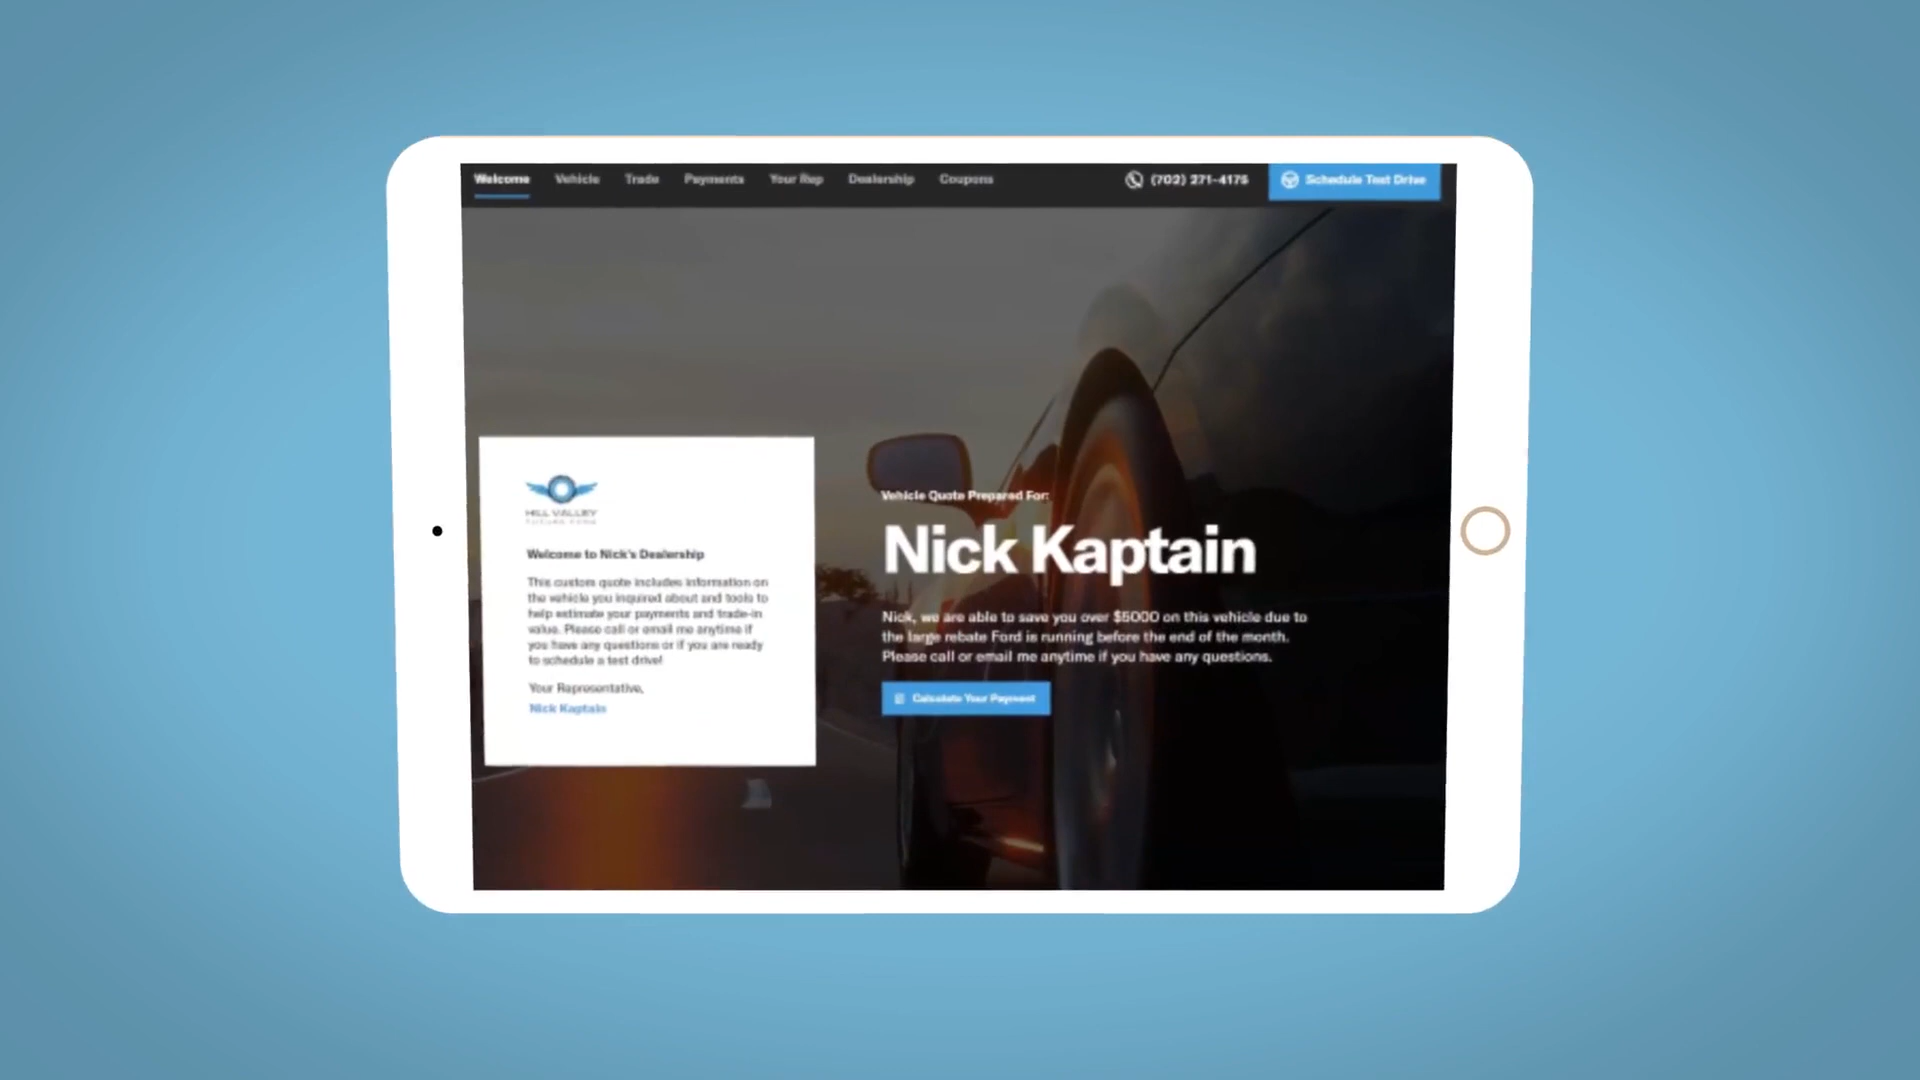 Welcome Vehicle Trade Payments Your Rep Dealership Coupons (702) 271-4175 Schedule Test Drive
HILL VALLEY
Welcome to Nick's Dealership
This custom quote includes information on
the vehicle you inquired about and tools to
help estimate your payments and trade-in
value. Please call or email me anytime if
you have any questions or if you are ready
to schedule a test drive!
Your Representative,
Nick Kaptain
Vehicle Quote Prepared For:
Nick Kaptain
Nick, we are able to save you over $5000 on this vehicle due to
the large rebate Ford is running before the end of the month.
Please call or email me anytime if you have any questions.
Calculate Your Payment